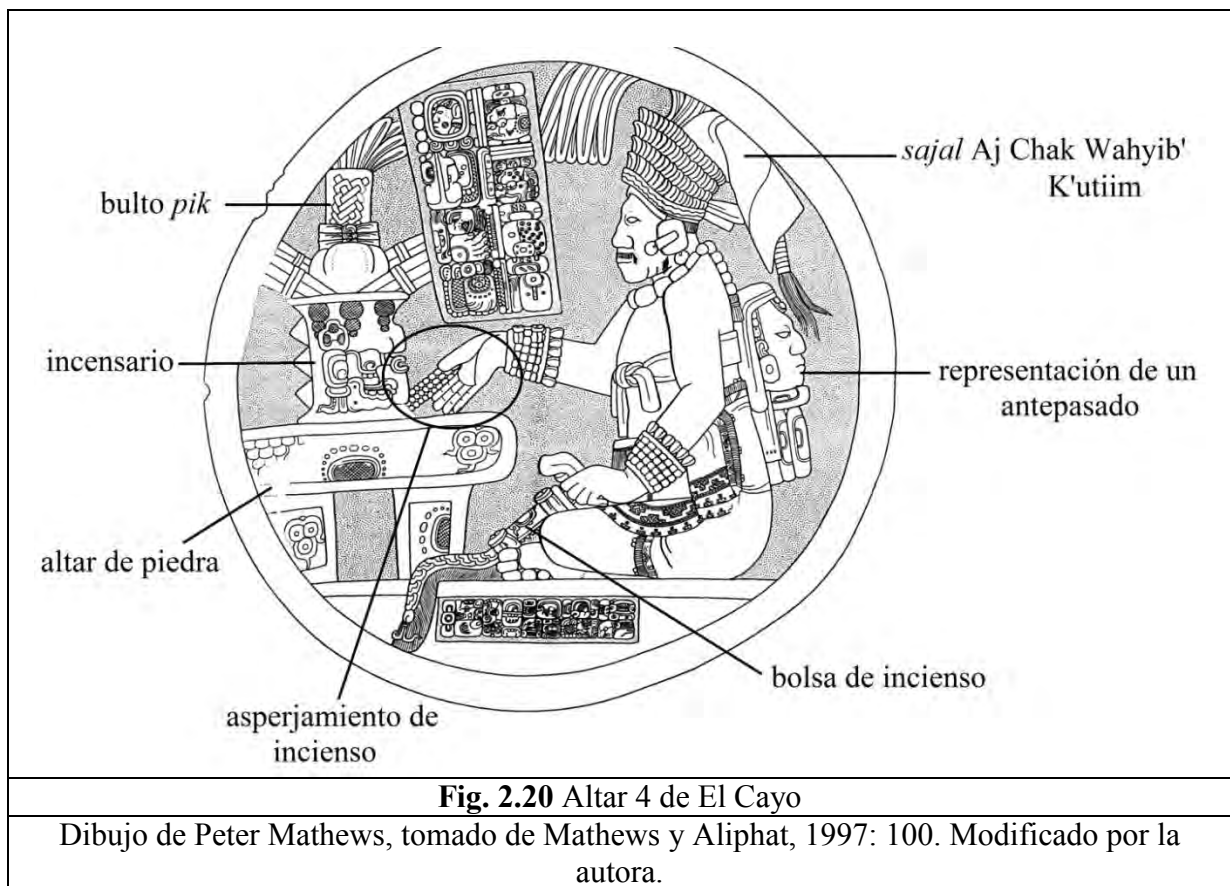 bulto pik
sajal Aj Chak Wahyib'
K'utiim
incensario
representación de un
antepasado
altar de piedra
bolsa de incienso
asperjamiento de
incienso
Fig. 2.20 Altar 4 de El Cayo
Dibujo de Peter Mathews, tomado de Mathews y Aliphat, 1997: 100. Modificado por la
autora.